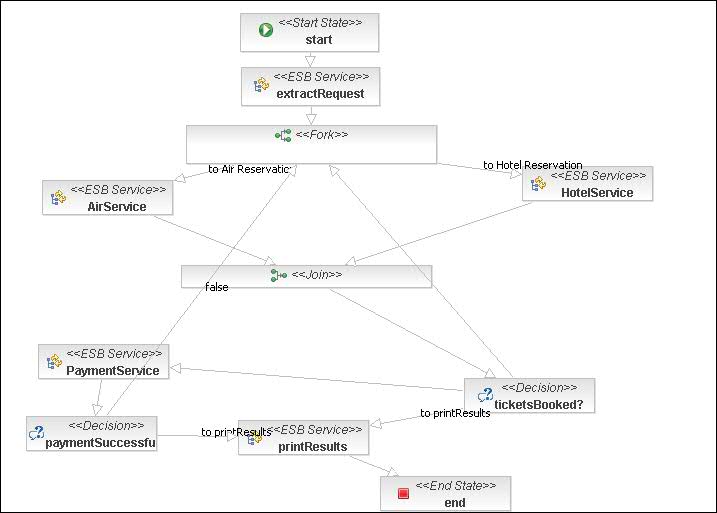 <<Start State>>
start
<<ESB Service>>
extractRequest
<<Fork>>
to Air Reservatic
to Hotel Reservation
<<ESB Service>>
AirService
<<ESB Service>>
HotelService
<<Join>>
false
<<ESB Service>>
PaymentService
<<Decision>>
ticketsBooked?
to printResults
<<Decision>>
paymentSuccessfu
to printResults
<<ESB Service>>
printResults
<<End State>>
end